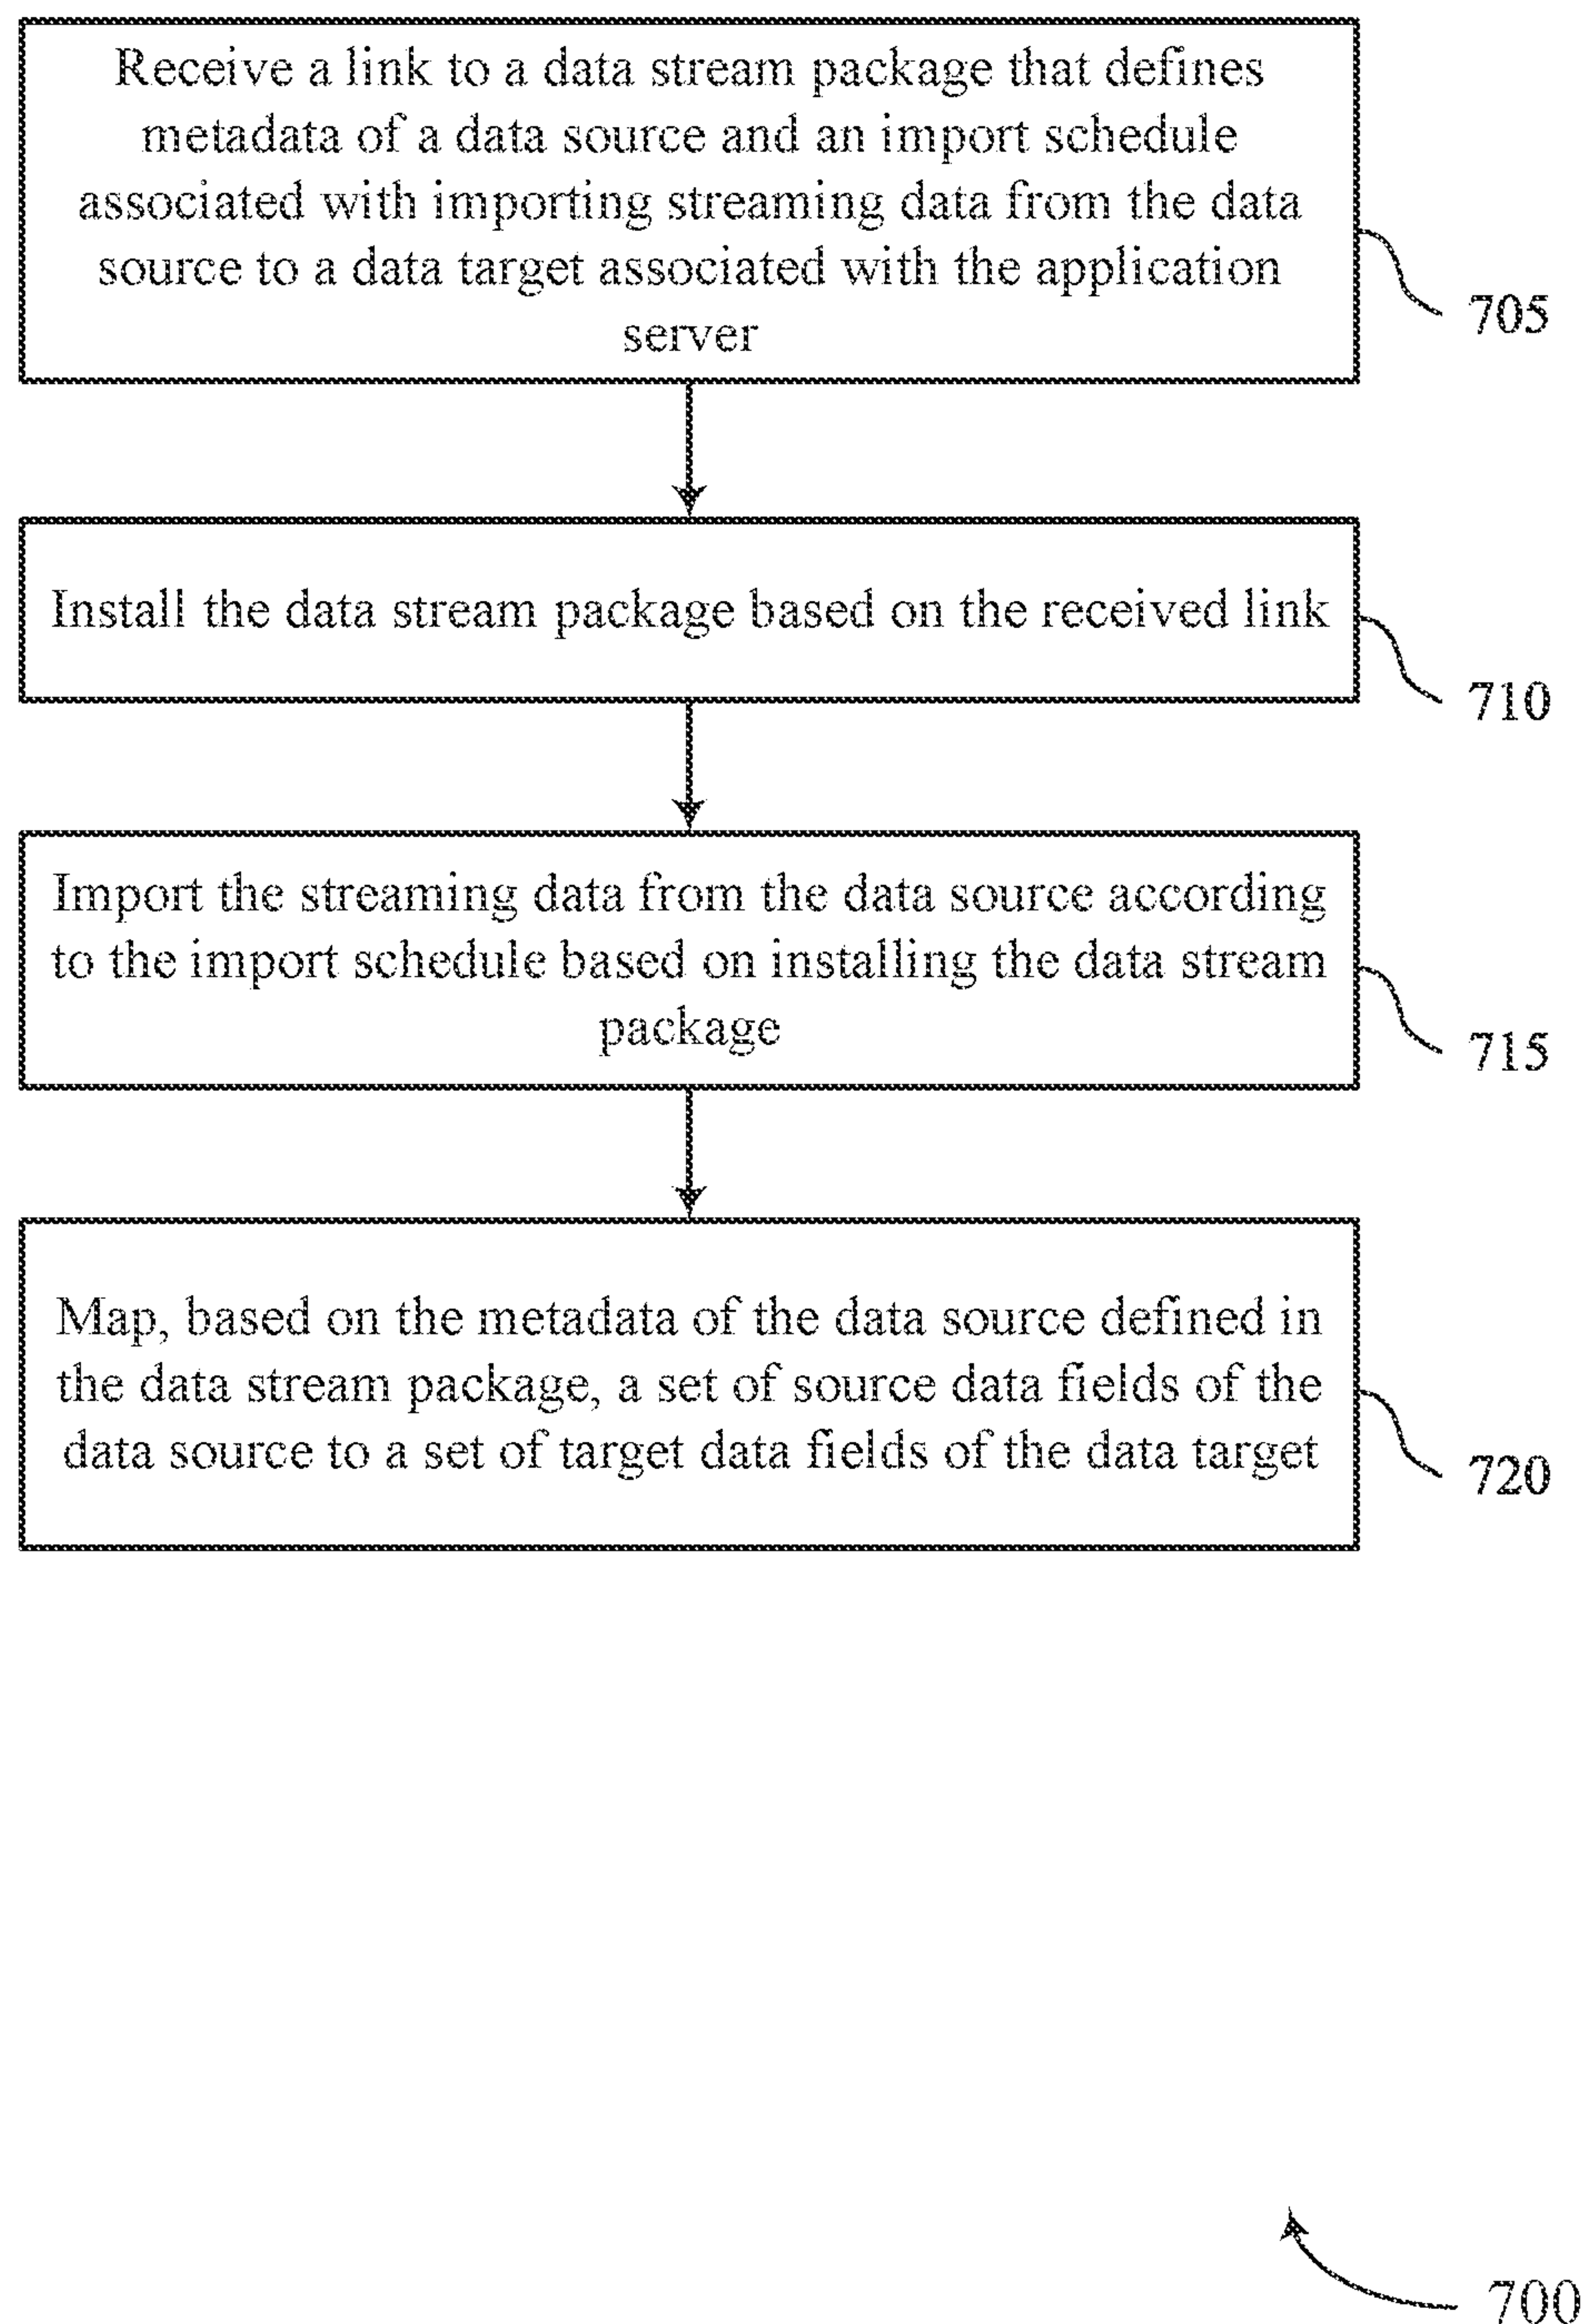 Receive a link to a data stream package that defines
metadata of a data source and an import schedule
associated with importing streaming data from the data
source to a data target associated with the application
server
705
Install the data stream package based on the received link
710
Import the streaming data from the data source according
to the import schedule based on installing the data stream
package
715
Map, based on the metadata of the data source defined in
the data stream package, a set of source data fields of the
data source to a set of target data fields of the data target
720
700